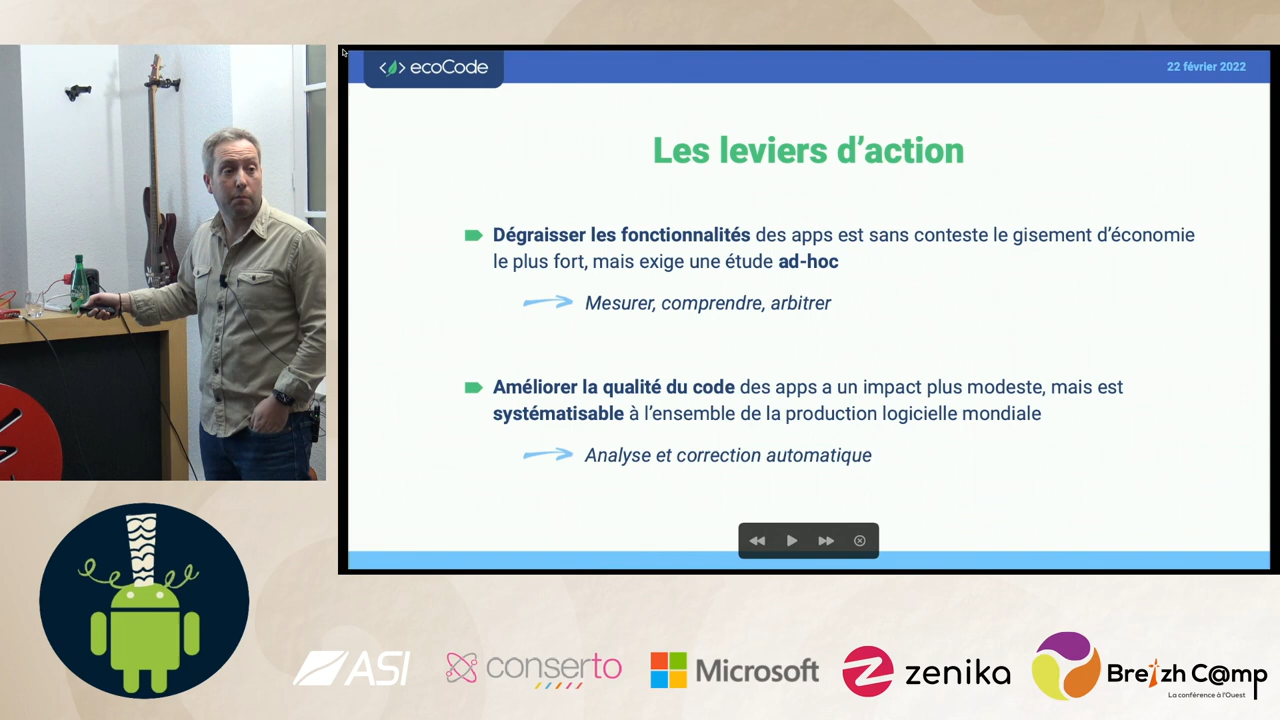 ecoCode
22 février 2022
Les leviers d'action
Dégraisser les fonctionnalités des apps est sans conteste le gisement d'économie
le plus fort, mais exige une étude ad-hoc
Mesurer, comprendre, arbitrer
Améliorer la qualité du code des apps a un impact plus modeste, mais est
systématisable à l'ensemble de la production logicielle mondiale
Analyse et correction automatique
ASI
conserto
Microsoft
zenika
Breizh C@mp
La conférence à l'Ouest